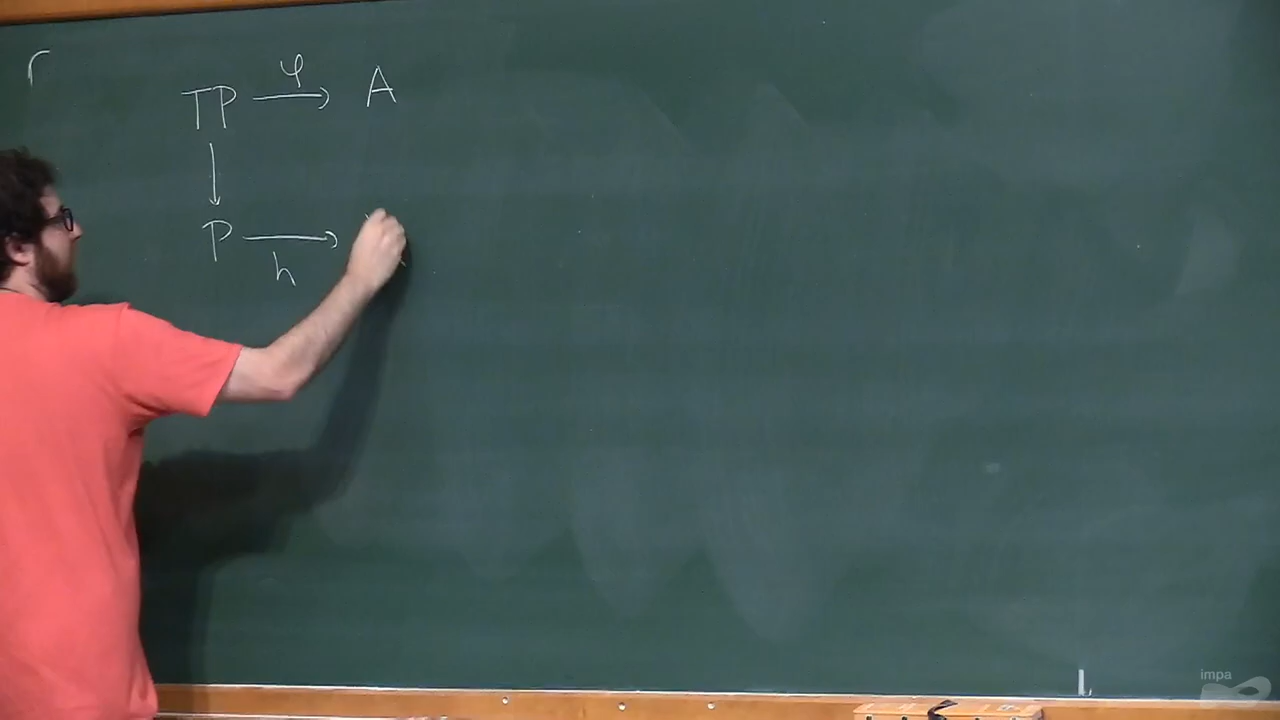 φ
TP → A
↓
P → 
h
impa